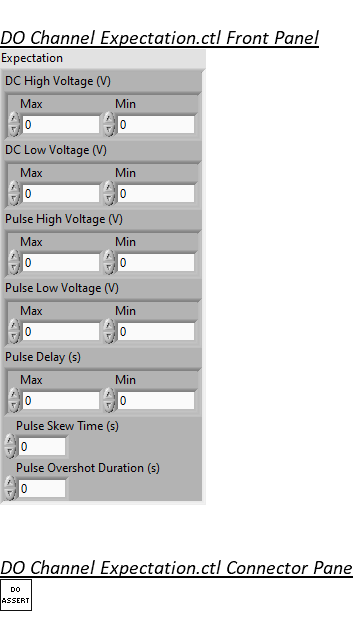 DO Channel Expectation.ctl Front Panel
Expectation
DC High Voltage (V)
Max Min
0 0
DC Low Voltage (V)
Max Min
0 0
Pulse High Voltage (V)
Max Min
0 0
Pulse Low Voltage (V)
Max Min
0 0
Pulse Delay (s)
Max Min
0 0
Pulse Skew Time (s)
0
Pulse Overshot Duration (s)
0
DO Channel Expectation.ctl Connector Pane
DO
ASSERT